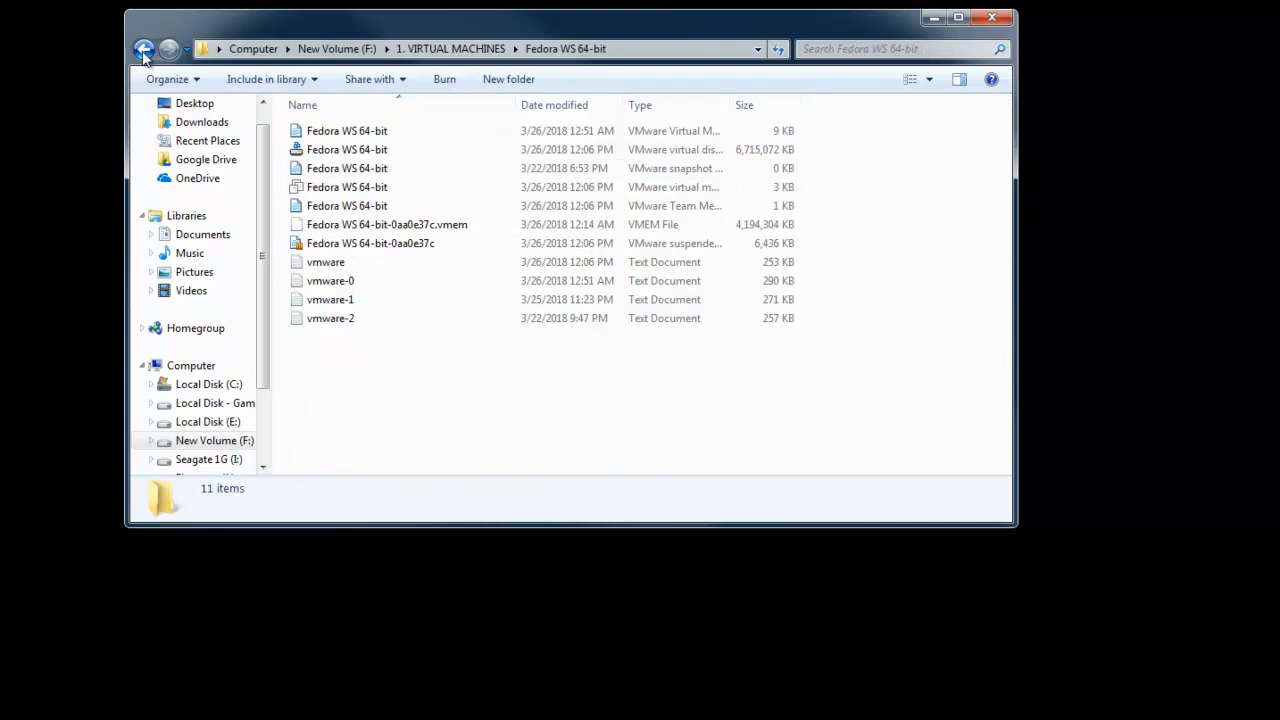 Computer New Volume (F:) 1. VIRTUAL MACHINES Fedora WS 64-bit
Search Fedora WS 64-bit
Organize Include in library Share with Burn New folder
Desktop
Downloads
Recent Places
Google Drive
OneDrive
Libraries
Documents
Music
Pictures
Videos
Homegroup
Computer
Local Disk (C:)
Local Disk - Gam
Local Disk (E:)
New Volume (F:)
Seagate 1G (I:)
Name Date modified Type Size
Fedora WS 64-bit 3/26/2018 12:51 AM VMware Virtual M... 9 KB
Fedora WS 64-bit 3/26/2018 12:06 PM VMware virtual dis... 6,715,072 KB
Fedora WS 64-bit 3/22/2018 6:53 PM VMware snapshot ... 0 KB
Fedora WS 64-bit 3/26/2018 12:06 PM VMware virtual m... 3 KB
Fedora WS 64-bit 3/26/2018 12:06 PM VMware Team Me... 1 KB
Fedora WS 64-bit-0aa0e37c.vmem 3/26/2018 12:14 AM VMEM File 4,194,304 KB
Fedora WS 64-bit-0aa0e37c 3/26/2018 12:06 PM VMware suspende... 6,436 KB
vmware 3/26/2018 12:06 PM Text Document 253 KB
vmware-0 3/26/2018 12:51 AM Text Document 290 KB
vmware-1 3/25/2018 11:23 PM Text Document 271 KB
vmware-2 3/22/2018 9:47 PM Text Document 257 KB
11 items